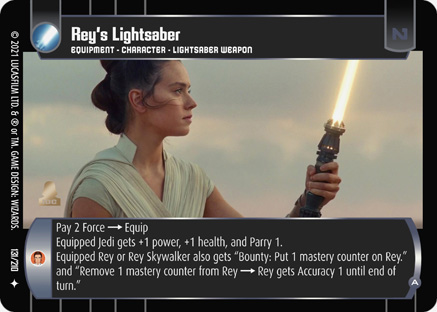 Rey's Lightsaber
EQUIPMENT - CHARACTER - LIGHTSABER WEAPON
N
© 2021 LUCASFILM LTD. & ® or TM. GAME DESIGN: WIZARDS.
Pay 2 Force → Equip
Equipped Jedi gets +1 power, +1 health, and Parry 1.
Equipped Rey or Rey Skywalker also gets "Bounty: Put 1 mastery counter on Rey."
and "Remove 1 mastery counter from Rey → Rey gets Accuracy 1 until end of
turn."
A